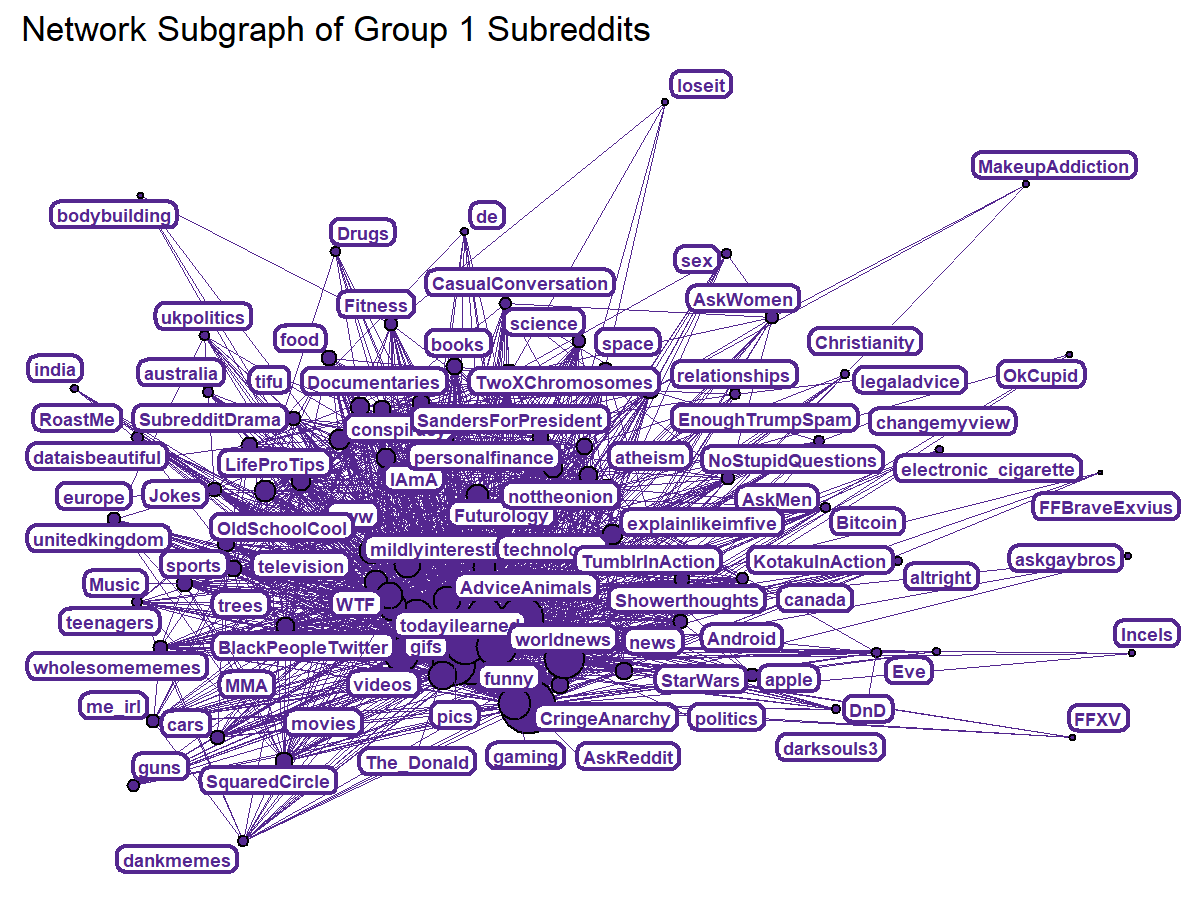 Network Subgraph of Group 1 Subreddits
loseit
MakeupAddiction
bodybuilding
de
Drugs
sex
CasualConversation
AskWomen
Fitness
ukpolitics
science
food
books
space
Christianity
india
australia
tifu
Documentaries
TwoXChromosomes
relationships
legaladvice
OkCupid
RoastMe
SubredditDrama
conspi
SandersForPresident
EnoughTrumpSpam
changemyview
dataisbeautiful
LifeProTips
personalfinance
atheism
NoStupidQuestions
electronic_cigarette
IAmA
europe
Jokes
nottheonion
AskMen
FFBraveExvius
OldSchoolCool
Futurology
explainlikeimfive
Bitcoin
unitedkingdom
mildlyinteresti
technolo
sports
television
TumblrInAction
KotakuInAction
askgaybros
altright
Music
AdviceAnimals
trees
WTF
Showerthoughts
canada
teenagers
todayilearned
BlackPeopleTwitter
gifs
worldnews
news
Android
Incels
wholesomememes
MMA
videos
funny
StarWars
apple
Eve
me_irl
cars
movies
pics
CringeAnarchy
politics
DnD
FFXV
guns
SquaredCircle
The_Donald
gaming
AskReddit
darksouls3
dankmemes